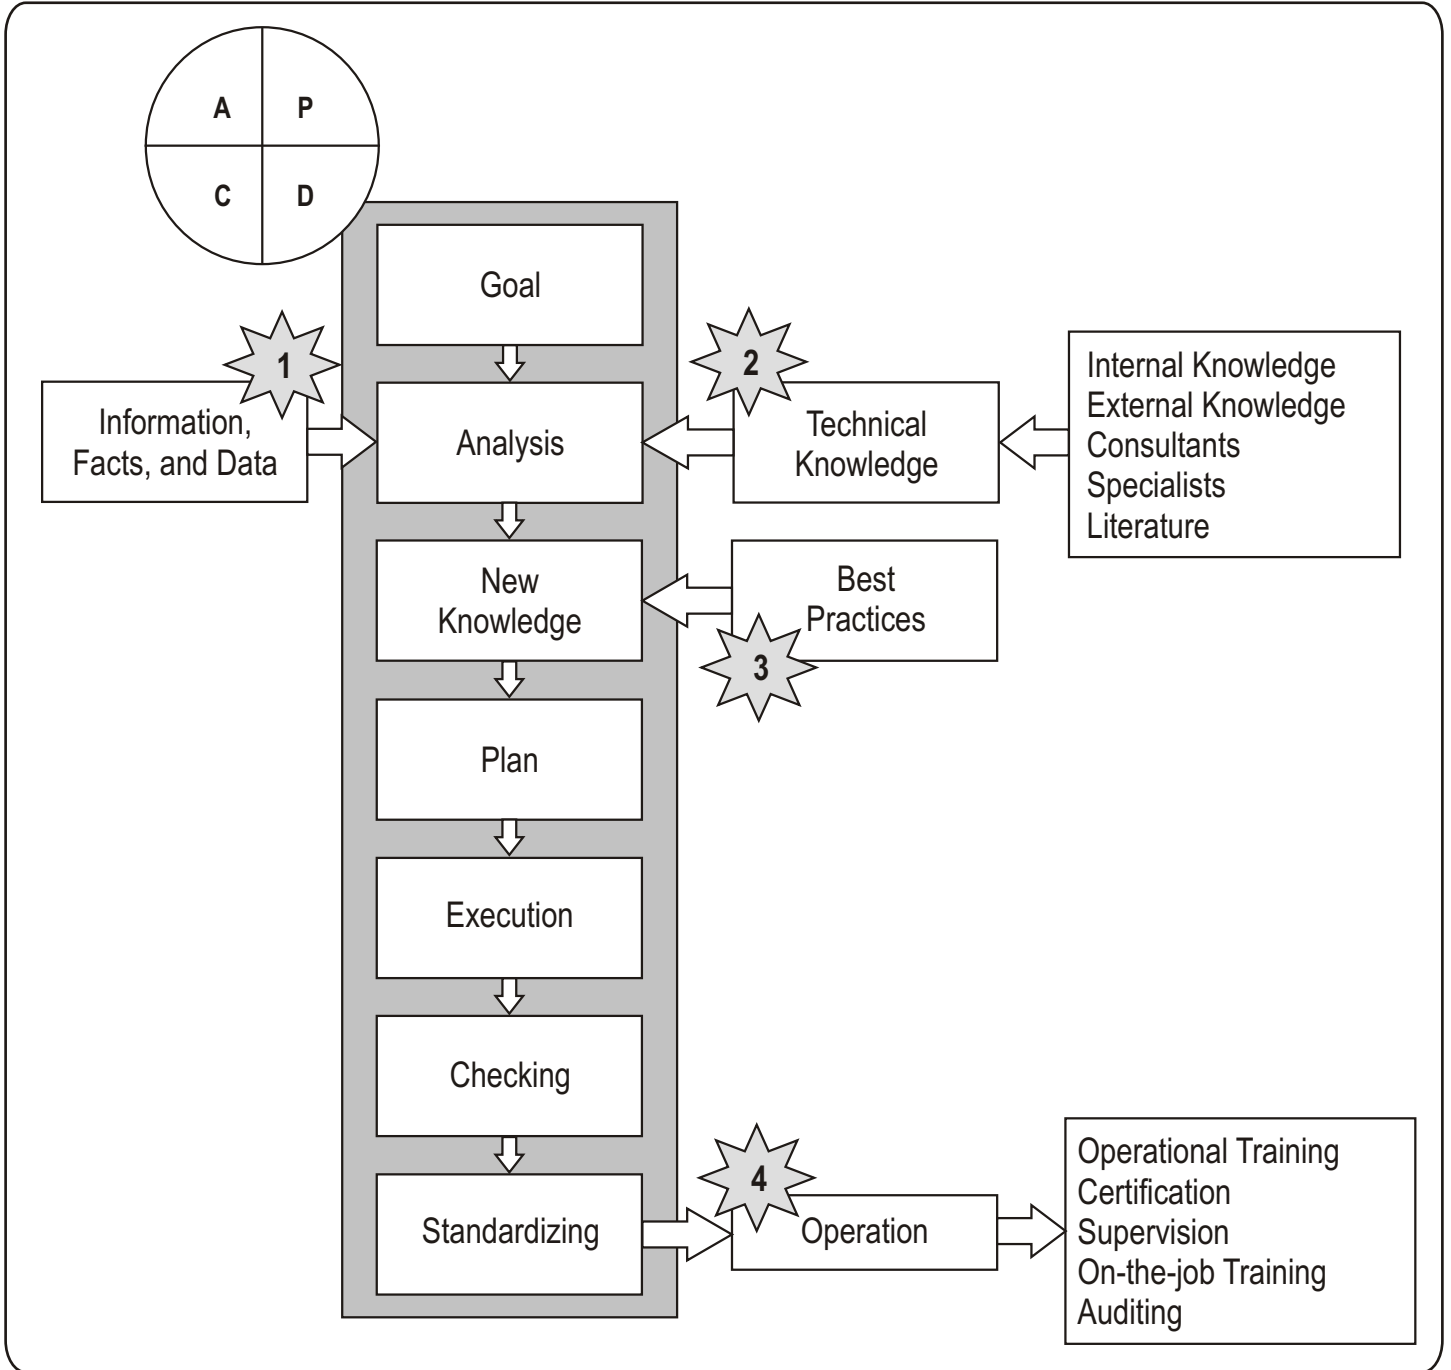 A
P
C
D
Goal
1
Information,
Facts, and Data
Analysis
2
Technical
Knowledge
Internal Knowledge
External Knowledge
Consultants
Specialists
Literature
New
Knowledge
Best
Practices
3
Plan
Execution
Checking
Standardizing
4
Operation
Operational Training
Certification
Supervision
On-the-job Training
Auditing